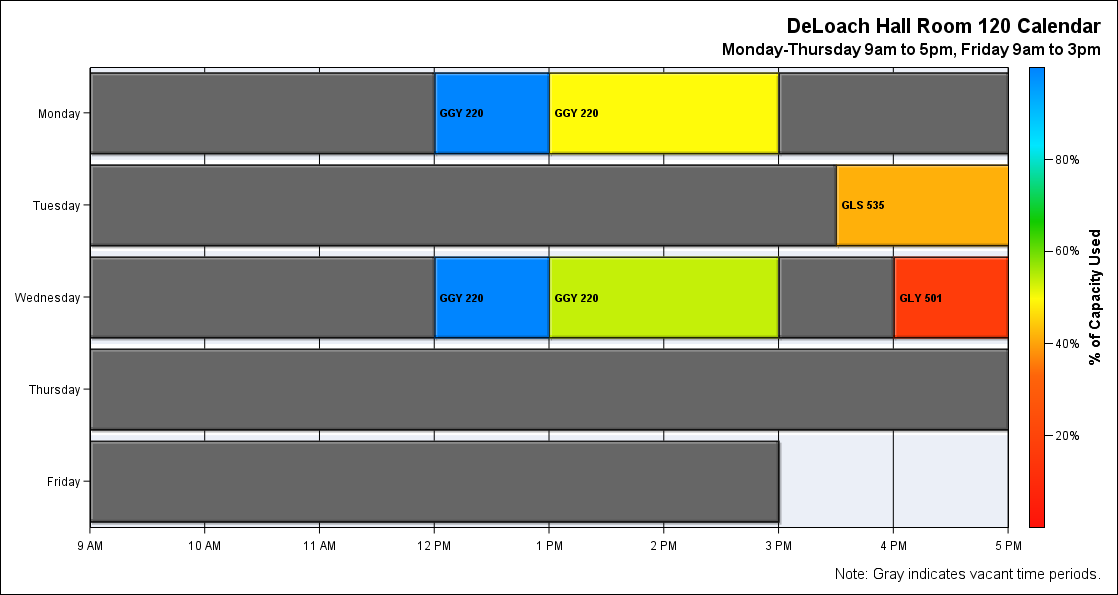 DeLoach Hall Room 120 Calendar
Monday-Thursday 9am to 5pm, Friday 9am to 3pm
Monday
GGY 220
GGY 220
Tuesday
GLS 535
Wednesday
GGY 220
GGY 220
GLY 501
Thursday
Friday
9 AM
10 AM
11 AM
12 PM
1 PM
2 PM
3 PM
4 PM
5 PM
80%
60%
40%
20%
% of Capacity Used
Note: Gray indicates vacant time periods.